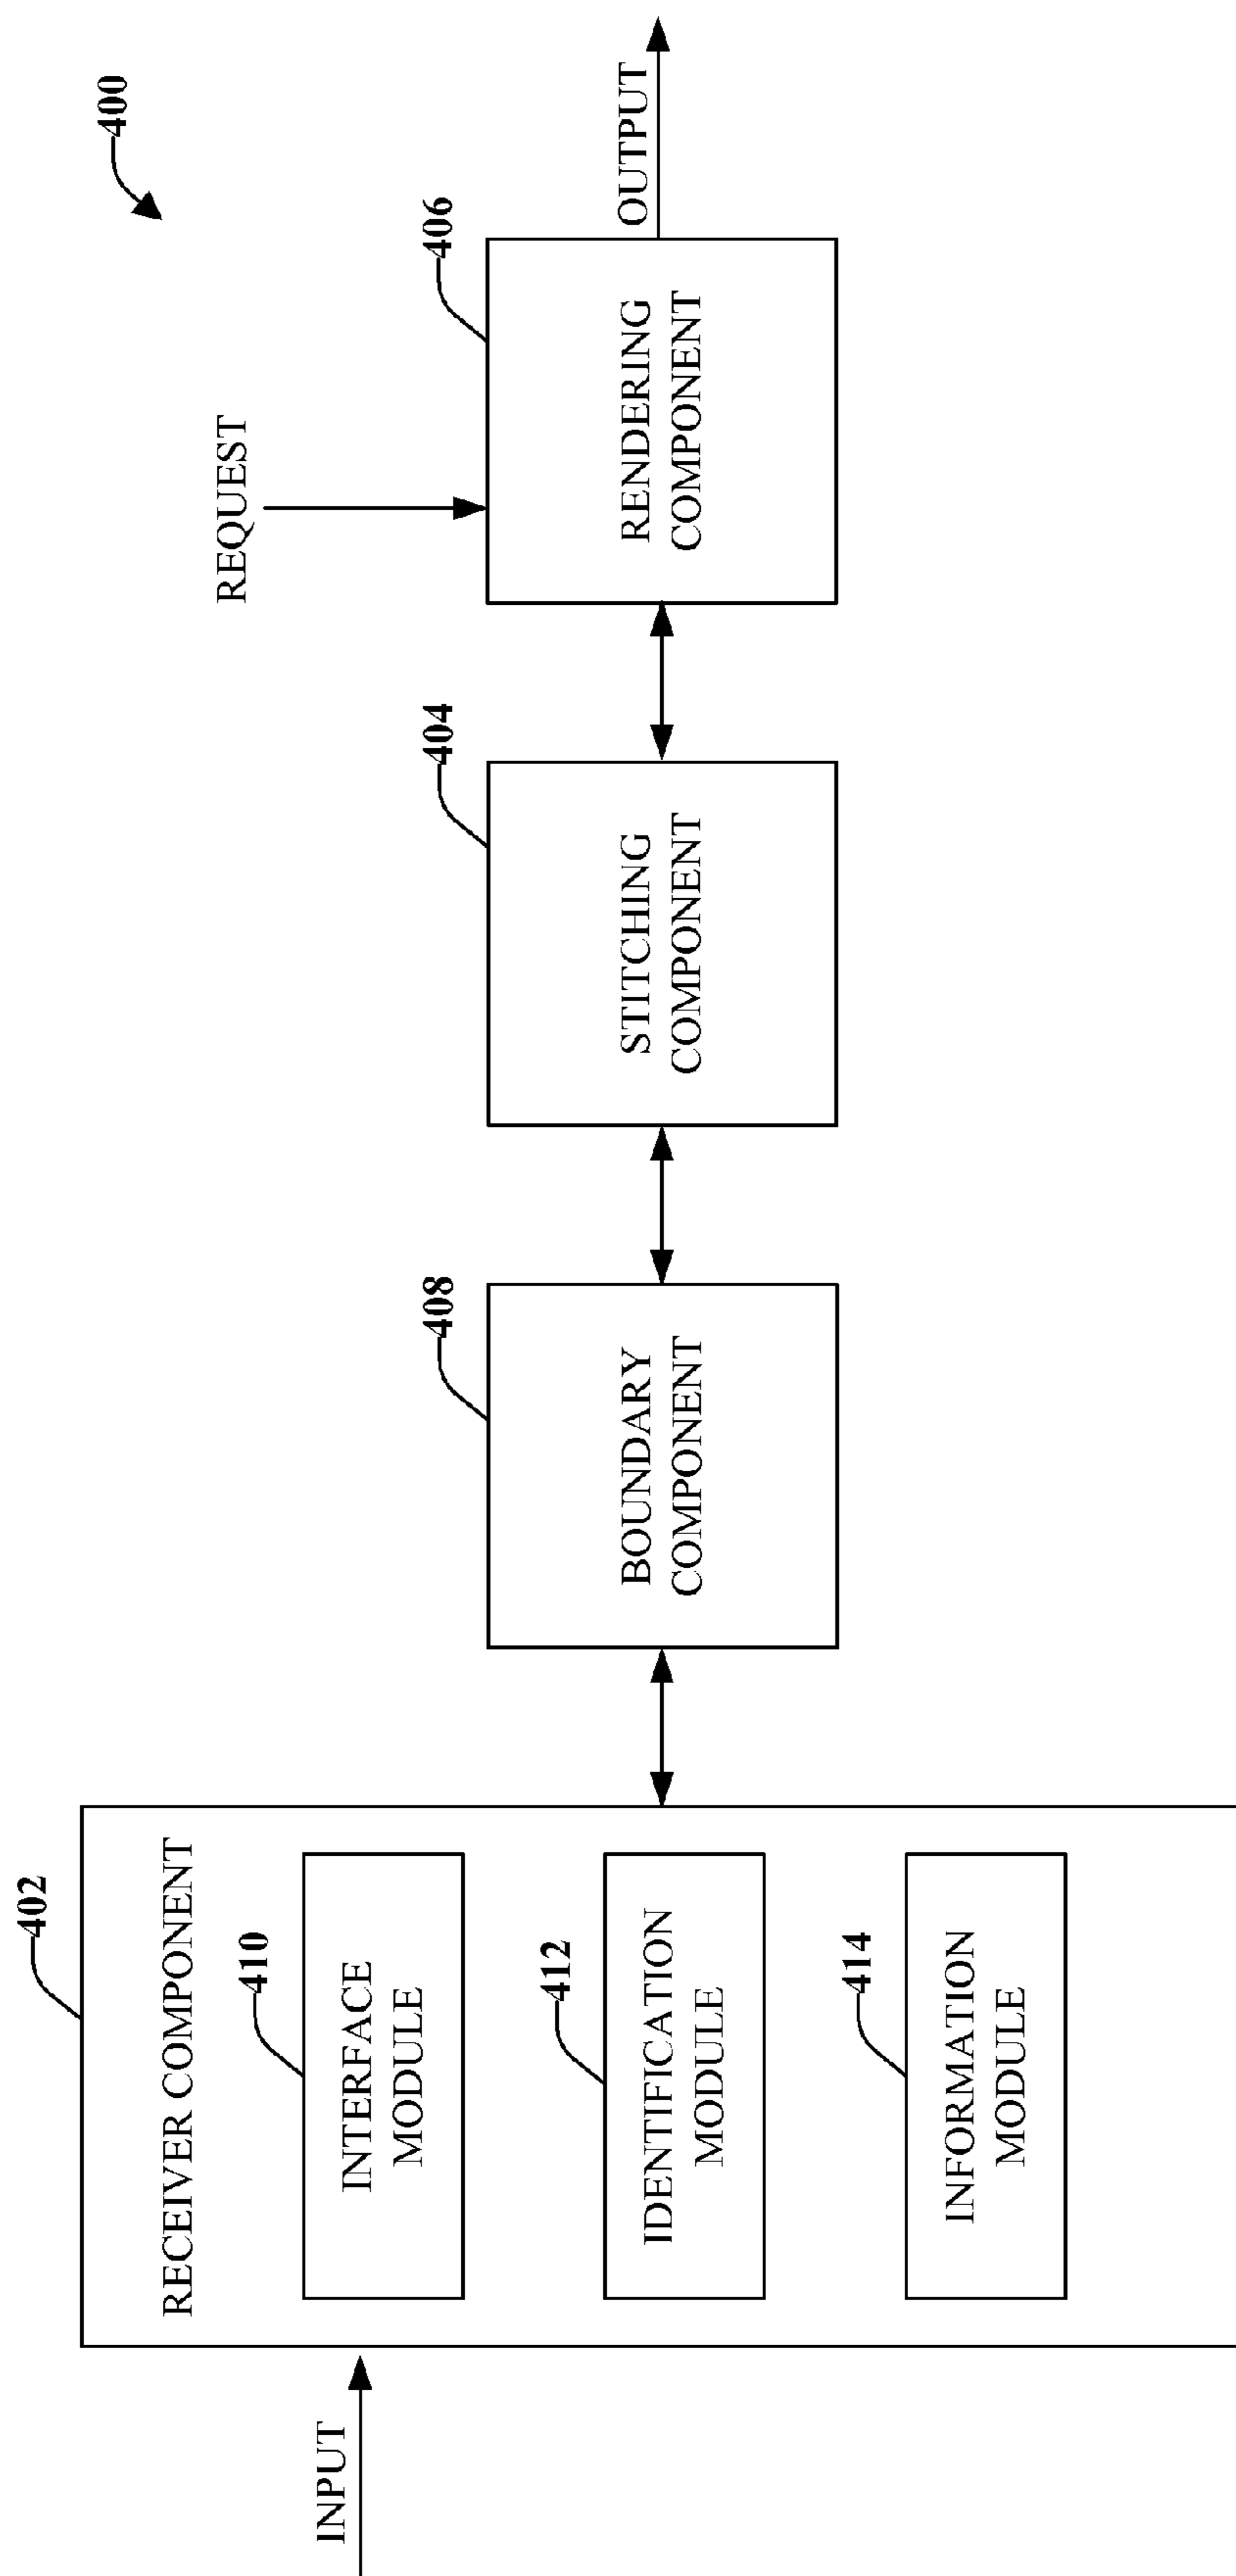 400
INPUT
402
RECEIVER COMPONENT
410
INTERFACE
MODULE
412
IDENTIFICATION
MODULE
414
INFORMATION
MODULE
408
BOUNDARY
COMPONENT
404
STITCHING
COMPONENT
REQUEST
406
RENDERING
COMPONENT
OUTPUT